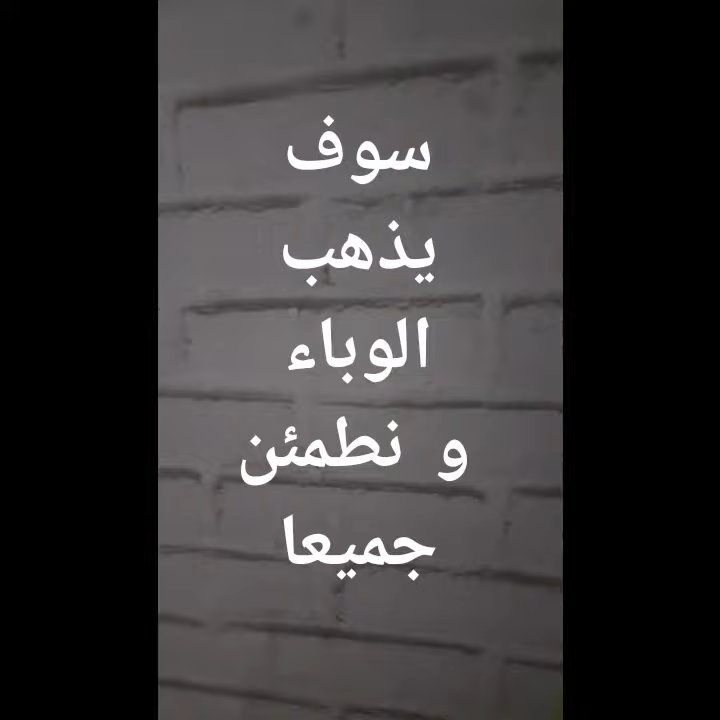 سوف
يذهب
الوباء
و نطمئن
جميعا